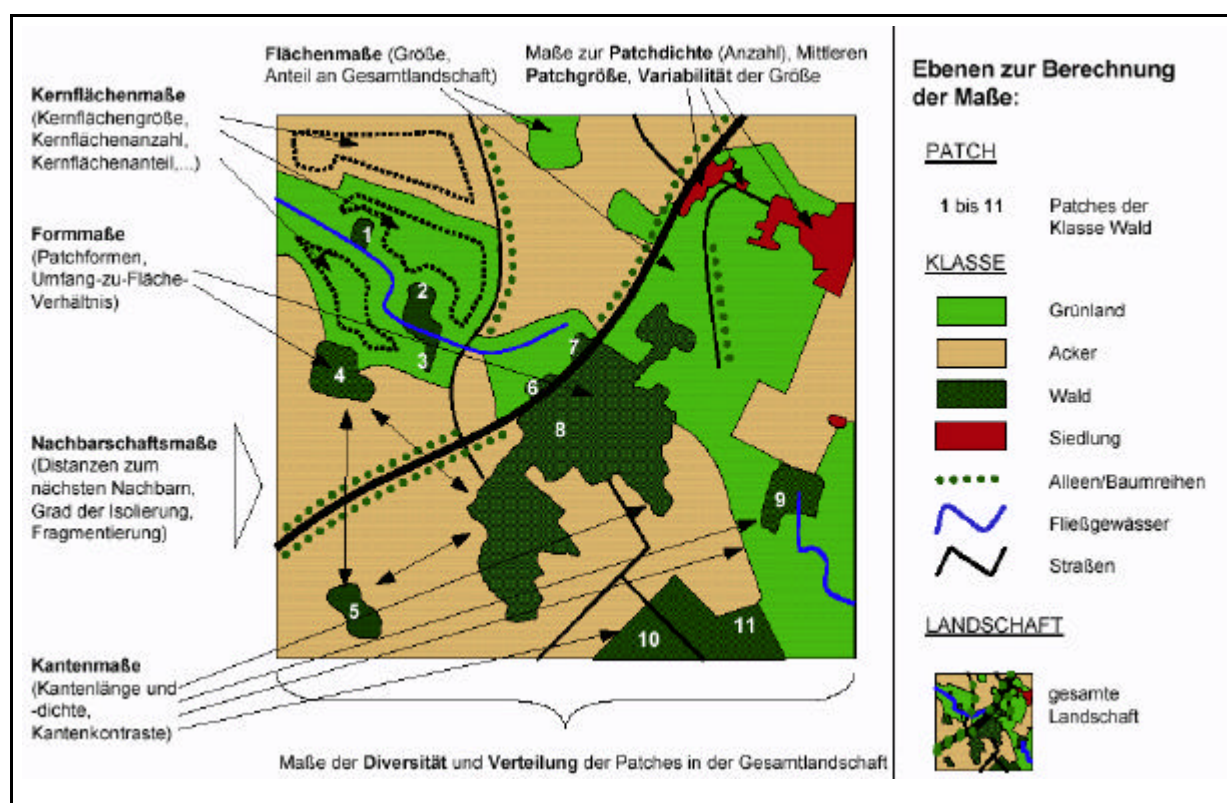 Flächenmaße (Größe,
Anteil an Gesamtlandschaft)
Maße zur Patchdichte (Anzahl), Mittleren
Patchgröße, Variabilität der Größe
Kernflächenmaße
(Kernflächengröße,
Kernflächenanzahl,
Kernflächenanteil,...)
Formmaße
(Patchformen,
Umfang-zu-Fläche-
Verhältnis)
Nachbarschaftsmaße
(Distanzen zum
nächsten Nachbarn,
Grad der Isolierung,
Fragmentierung)
Kantenmaße
(Kantenlänge und
-dichte,
Kantenkontraste)
1
2
3
4
5
6
7
8
9
10
11
Maße der Diversität und Verteilung der Patches in der Gesamtlandschaft
Ebenen zur Berechnung
der Maße:
PATCH
1 bis 11 Patches der
Klasse Wald
KLASSE
Grünland
Acker
Wald
Siedlung
Alleen/Baumreihen
Fließgewässer
Straßen
LANDSCHAFT
gesamte
Landschaft